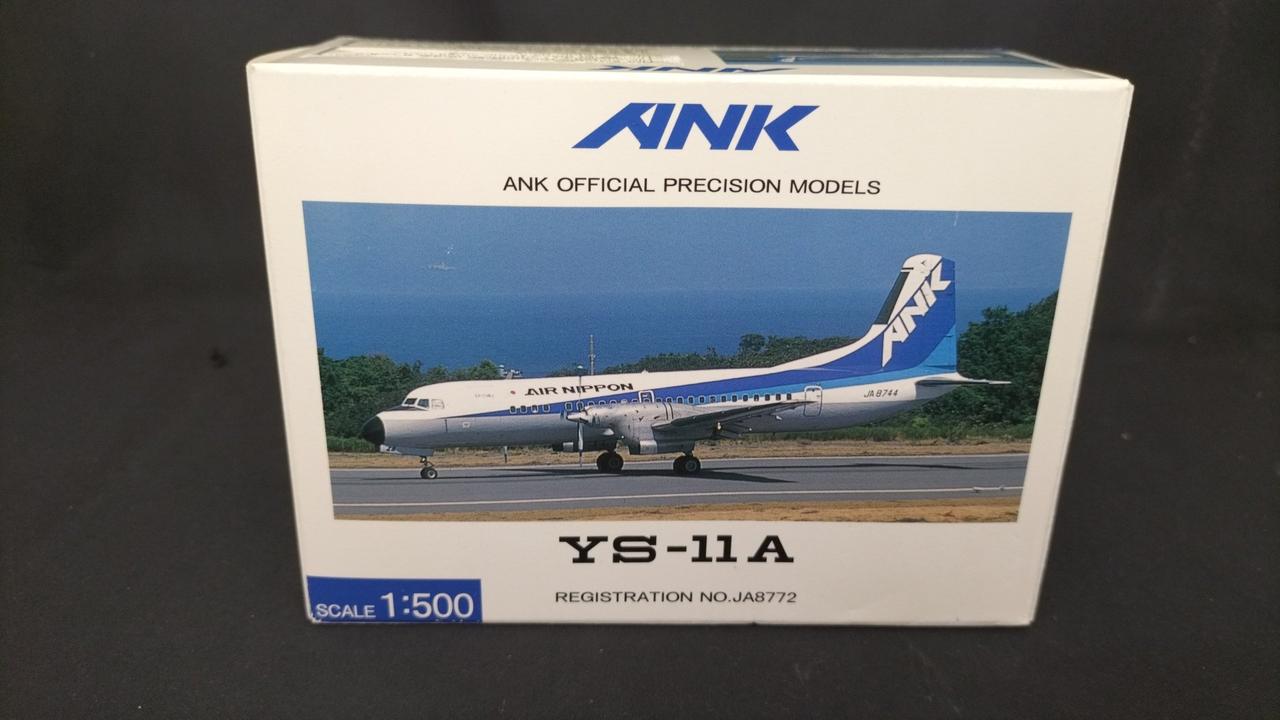 ANK
ANK OFFICIAL PRECISION MODELS
ANK
AIR NIPPON
JA8744
YS-11A
SCALE 1:500
REGISTRATION NO.JA8772